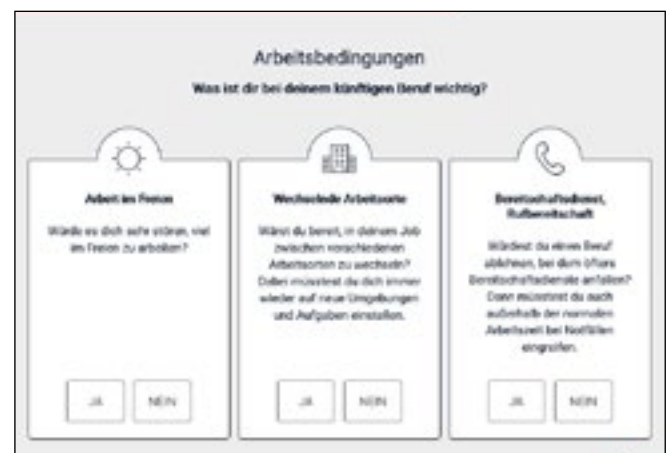 Arbeitsbedingungen
Was ist dir bei deinem künftigen Beruf wichtig?
Arbeit im Freien
Würde es dich sehr stören, viel
im Freien zu arbeiten?
JA
NEIN
Wechselnde Arbeitsorte
Wärst du bereit, in deinem Job
zwischen verschiedenen
Arbeitsorten zu wechseln?
Dabei müsstest du dich immer
wieder auf neue Umgebungen
und Aufgaben einstellen.
JA
NEIN
Bereitschaftsdienst,
Rufbereitschaft
Würdest du einen Beruf
ablehnen, bei dem öfters
Bereitschaftsdienste anfallen?
Dann müsstest du auch
außerhalb der normalen
Arbeitszeit bei Notfällen
eingreifen.
JA
NEIN